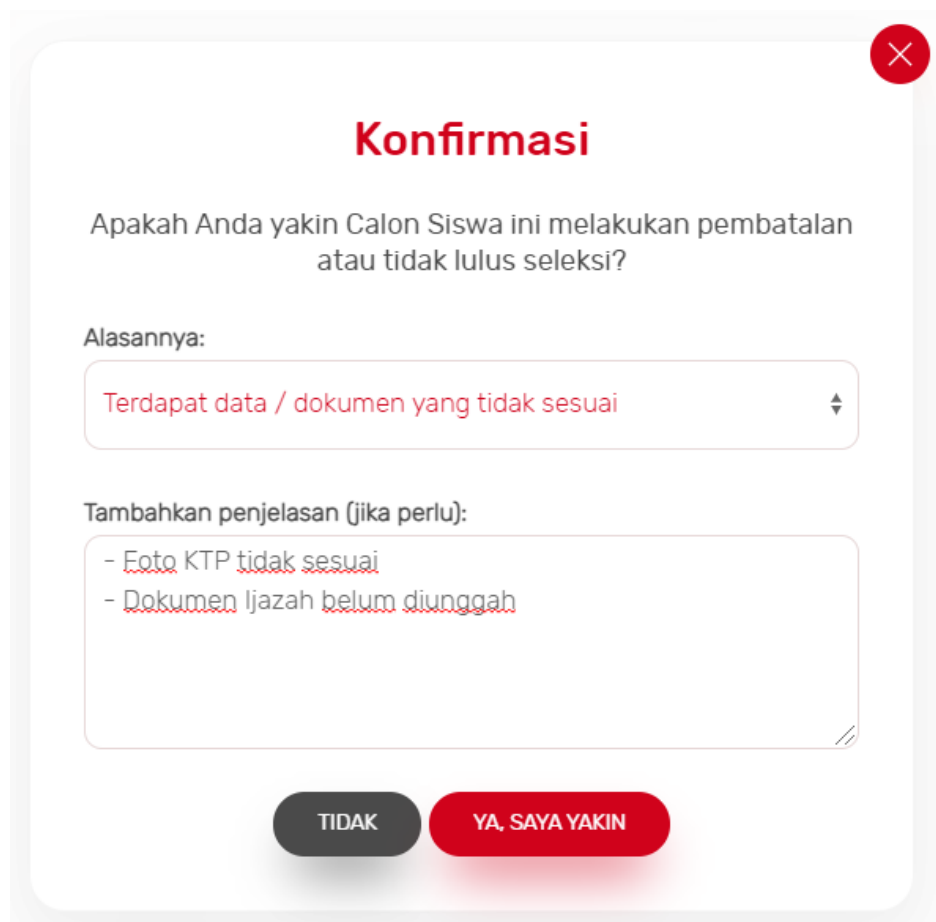 Konfirmasi
Apakah Anda yakin Calon Siswa ini melakukan pembatalan
atau tidak lulus seleksi?
Alasannya:
Terdapat data / dokumen yang tidak sesuai
Tambahkan penjelasan (jika perlu):
- Foto KTP tidak sesuai
- Dokumen Ijazah belum diunggah
TIDAK
YA, SAYA YAKIN